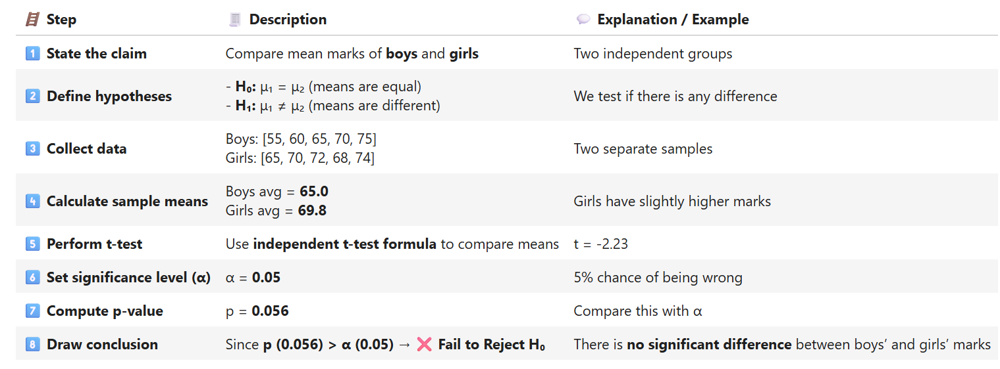 🪜 Step 🧾 Description 💬 Explanation / Example
1️⃣ State the claim Compare mean marks of boys and girls Two independent groups
2️⃣ Define hypotheses - H₀: μ₁ = μ₂ (means are equal)
- H₁: μ₁ ≠ μ₂ (means are different) We test if there is any difference
3️⃣ Collect data Boys: [55, 60, 65, 70, 75]
Girls: [65, 70, 72, 68, 74] Two separate samples
4️⃣ Calculate sample means Boys avg = 65.0
Girls avg = 69.8 Girls have slightly higher marks
5️⃣ Perform t-test Use independent t-test formula to compare means t = -2.23
6️⃣ Set significance level (α) α = 0.05 5% chance of being wrong
7️⃣ Compute p-value p = 0.056 Compare this with α
8️⃣ Draw conclusion Since p (0.056) > α (0.05) → ❌ Fail to Reject H₀ There is no significant difference between boys’ and girls’ marks